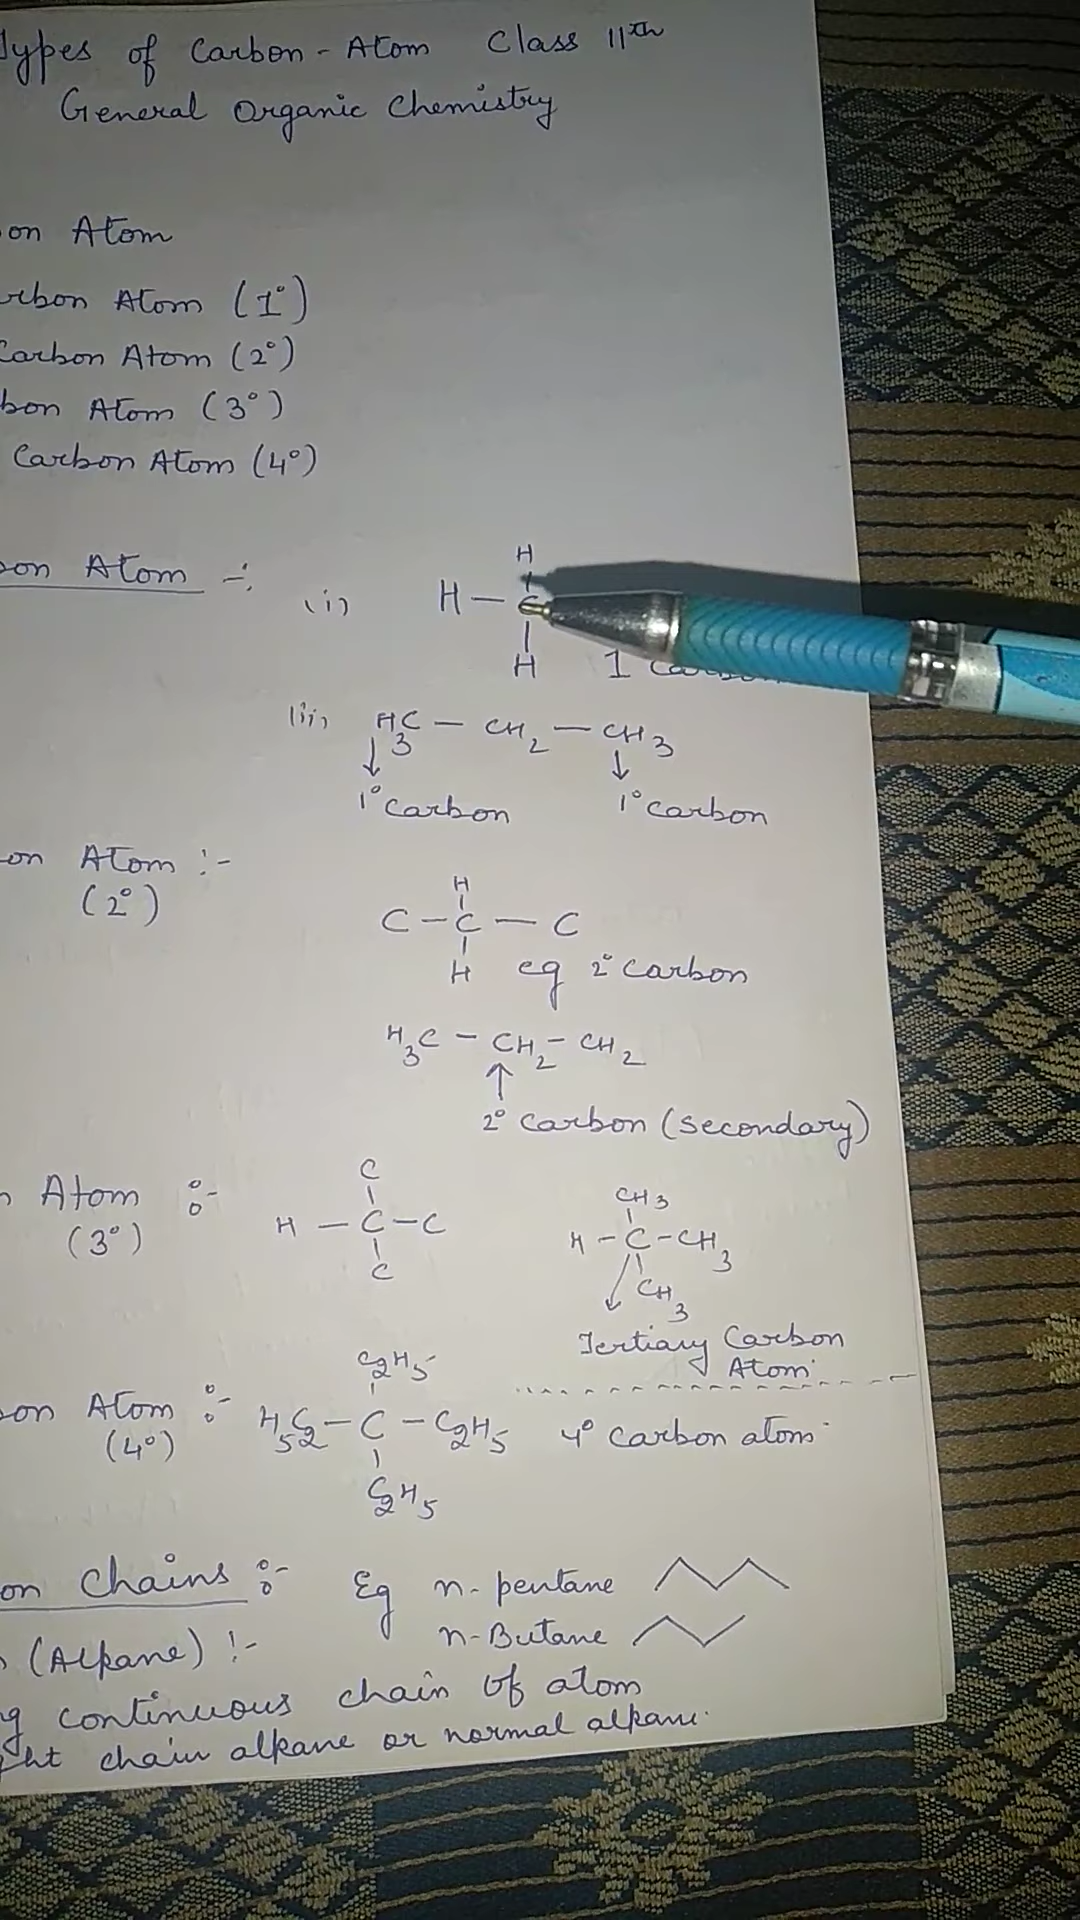 Types of Carbon - Atom Class 11th
General Organic Chemistry
on Atom
rbon Atom (1°)
Carbon Atom (2°)
bon Atom (3°)
Carbon Atom (4°)
on Atom :-
(i) H
H — C
H 1 Carbon
(ii) H3C — CH2 — CH3
1° Carbon 1° Carbon
on Atom :-
(2°)
H
C - C — C
H eg 2° Carbon
H3C - CH2 - CH2
2° Carbon (Secondary)
Atom :-
(3°)
C
H — C - C
C
CH3
H - C - CH3
CH3
Tertiary Carbon
Atom
on Atom :-
(4°)
C2H5
H5C2 — C - C2H5 4° Carbon atom
C2H5
on Chains :- Eg n-pentane
n-Butane
(Alkane) :-
g continuous chain of atom
ght chain alkane or normal alkane.